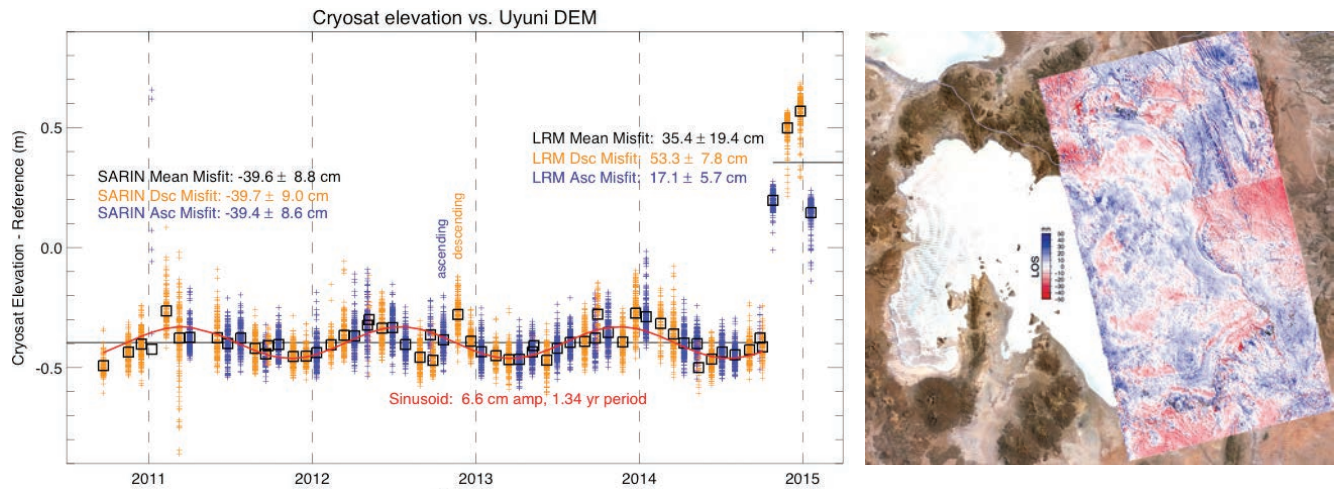 Cryosat elevation vs. Uyuni DEM
Cryosat Elevation - Reference (m)
0.5
0.0
-0.5
SARIN Mean Misfit: -39.6 ± 8.8 cm
SARIN Dsc Misfit: -39.7 ± 9.0 cm
SARIN Asc Misfit: -39.4 ± 8.6 cm
ascending
descending
LRM Mean Misfit: 35.4 ± 19.4 cm
LRM Dsc Misfit: 53.3 ± 7.8 cm
LRM Asc Misfit: 17.1 ± 5.7 cm
Sinusoid: 6.6 cm amp, 1.34 yr period
2011
2012
2013
2014
2015
LOS